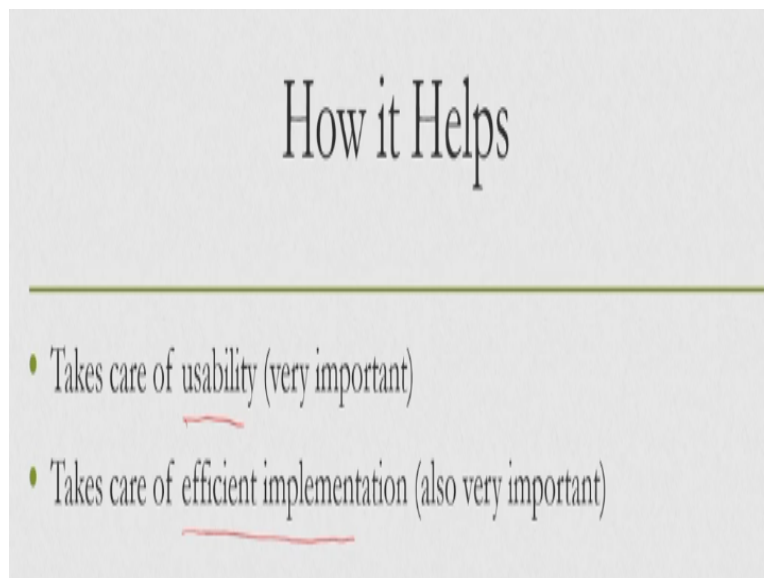 How it Helps
• Takes care of usability (very important)
• Takes care of efficient implementation (also very important)